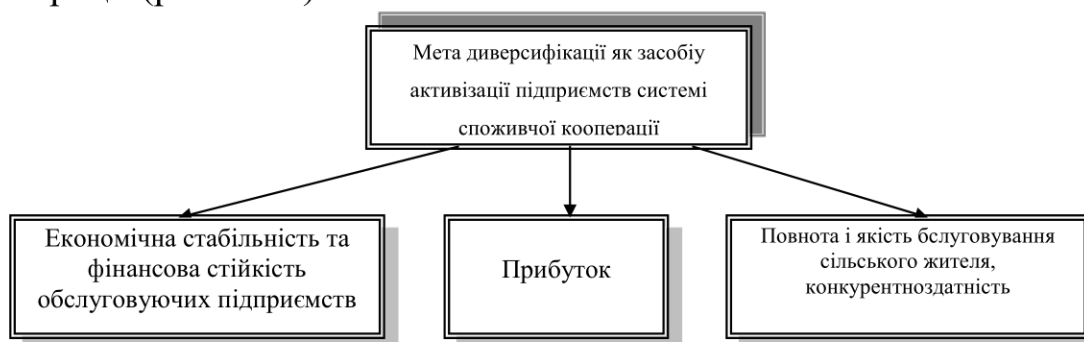 Мета диверсифікації як засобіу
активізації підприємств системі
споживчої кооперації
Економічна стабільність та
фінансова стійкість
обслуговуючих підприємств
Прибуток
Повнота і якість бслуговування
сільського жителя,
конкурентноздатність